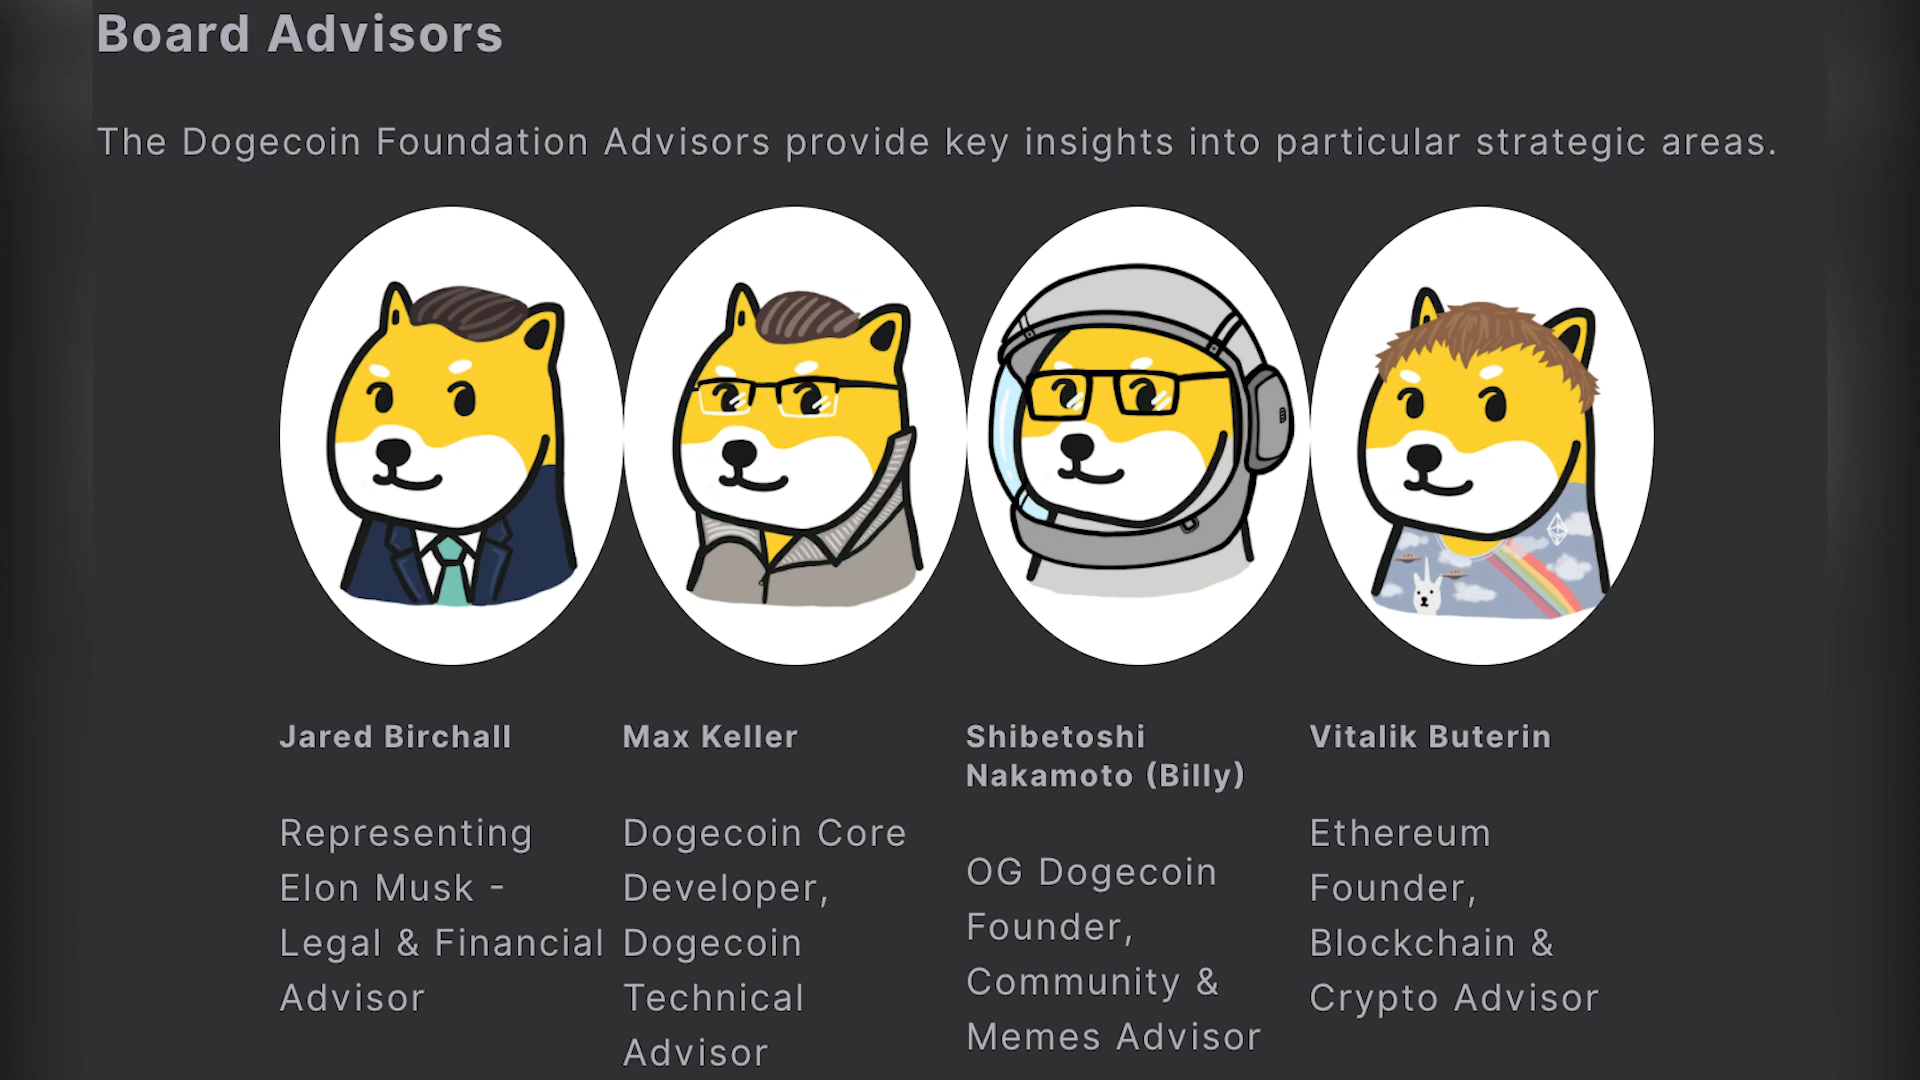 Board Advisors
The Dogecoin Foundation Advisors provide key insights into particular strategic areas.
Jared Birchall
Representing
Elon Musk -
Legal & Financial
Advisor
Max Keller
Dogecoin Core
Developer,
Dogecoin
Technical
Advisor
Shibetoshi
Nakamoto (Billy)
OG Dogecoin
Founder,
Community &
Memes Advisor
Vitalik Buterin
Ethereum
Founder,
Blockchain &
Crypto Advisor